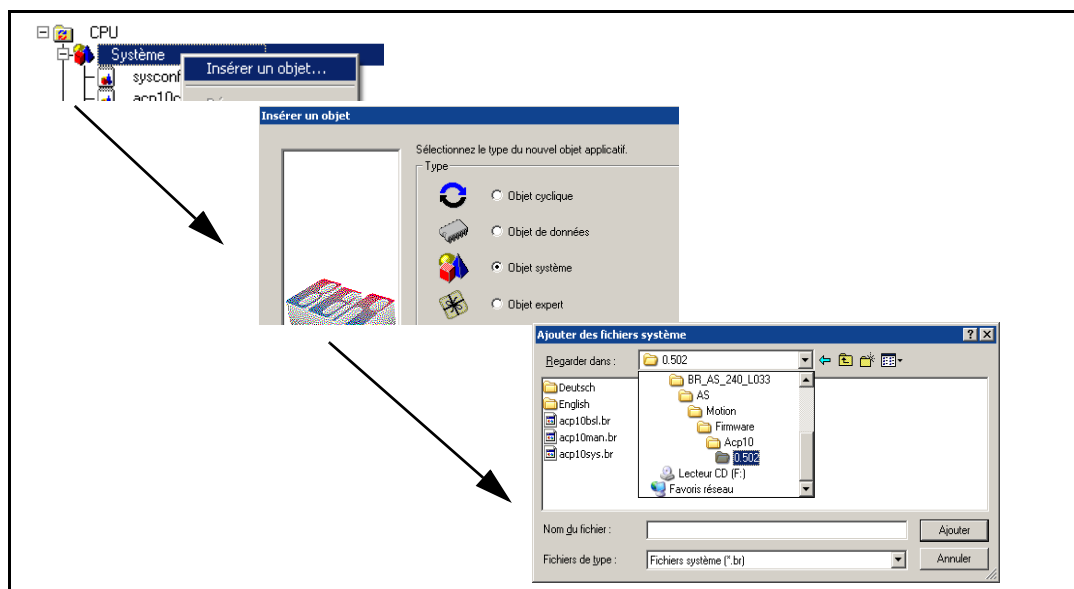 CPU
Système
Insérer un objet...
sysconf
Insérer un objet
Sélectionnez le type du nouvel objet applicatif.
Type
Objet cyclique
Objet de données
Objet système
Objet expert
Ajouter des fichiers système
Regarder dans :
0.502
Deutsch
English
acp10bsl.br
acp10man.br
acp10sys.br
BR_AS_240_L033
AS
Motion
Firmware
Acp10
0.502
Lecteur CD (F:)
Favoris réseau
Nom du fichier :
Ajouter
Fichiers de type :
Fichiers système (*.br)
Annuler